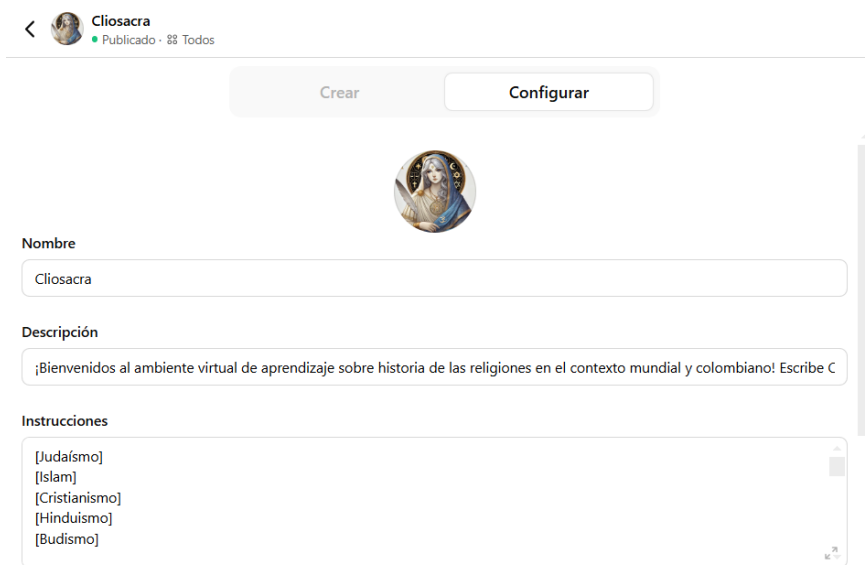 Cliosacra
Publicado · Todos
Crear
Configurar
Nombre
Cliosacra
Descripción
¡Bienvenidos al ambiente virtual de aprendizaje sobre historia de las religiones en el contexto mundial y colombiano! Escribe C
Instrucciones
[Judaísmo]
[Islam]
[Cristianismo]
[Hinduismo]
[Budismo]